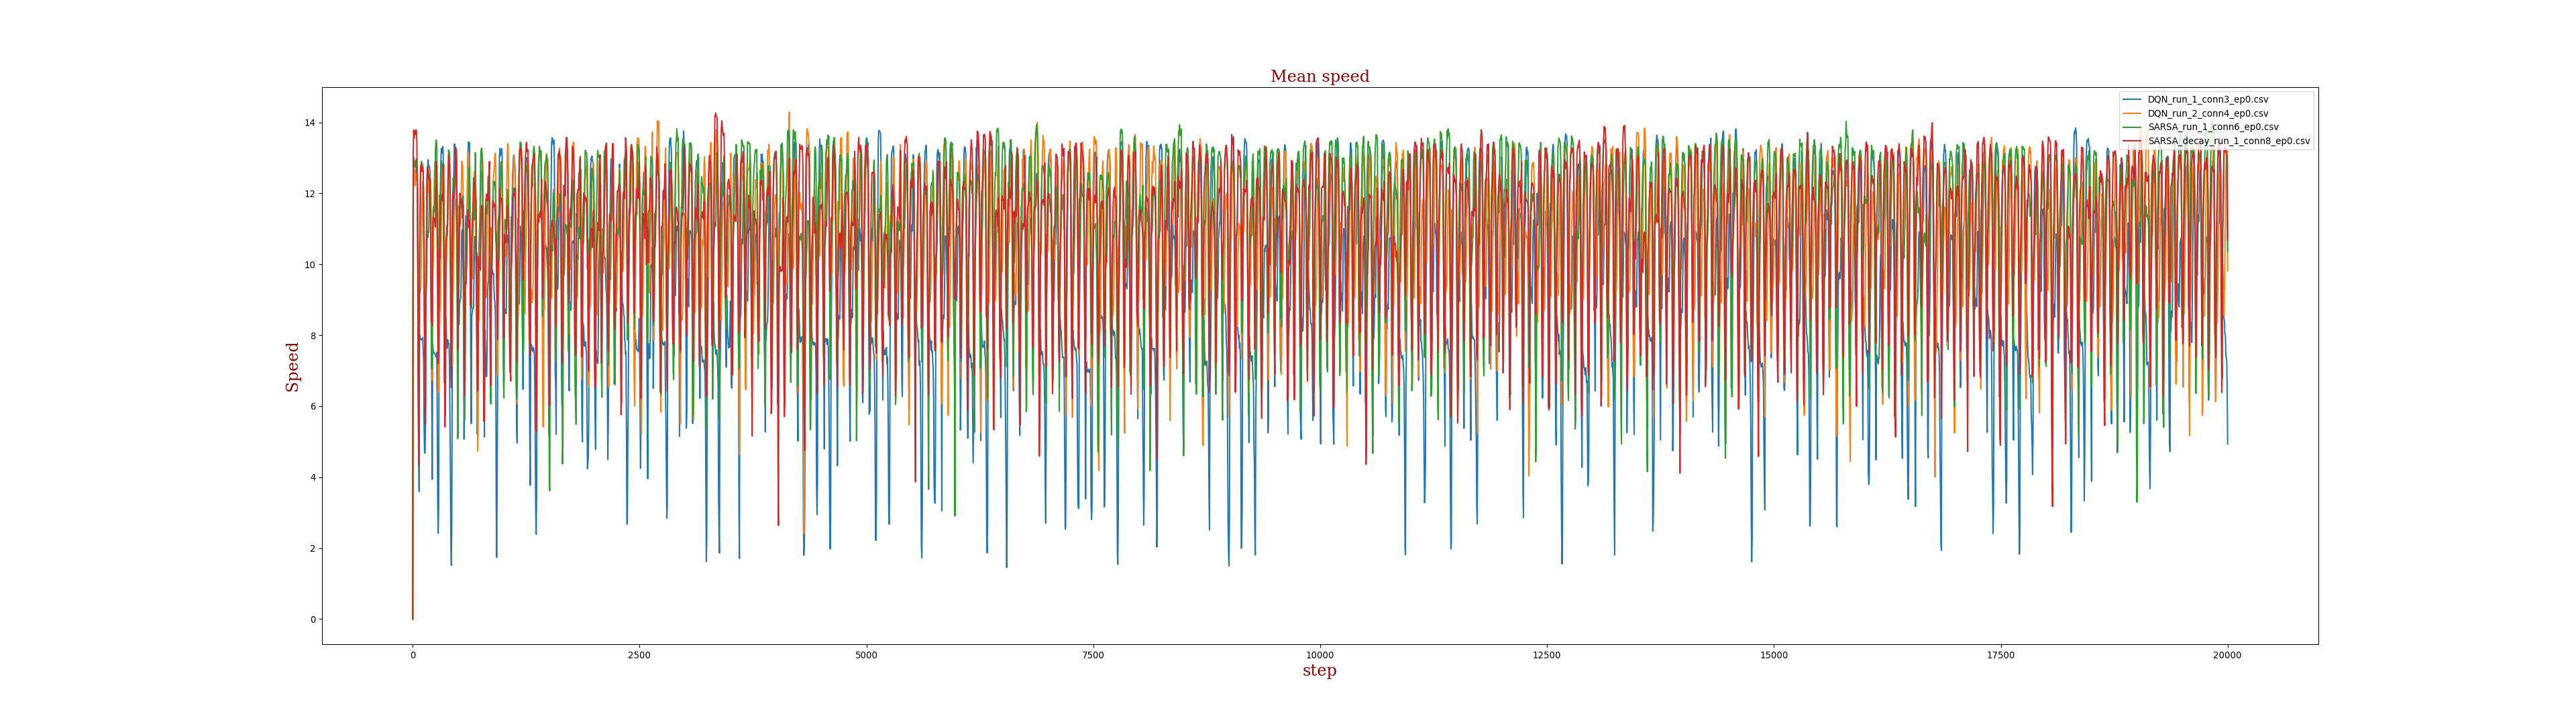 Mean speed
DQN_run_1_conn3_ep0.csv
DQN_run_2_conn4_ep0.csv
SARSA_run_1_conn6_ep0.csv
SARSA_decay_run_1_conn8_ep0.csv
14
12
10
8
6
4
2
0
Speed
0 2500 5000 7500 10000 12500 15000 17500 20000
step